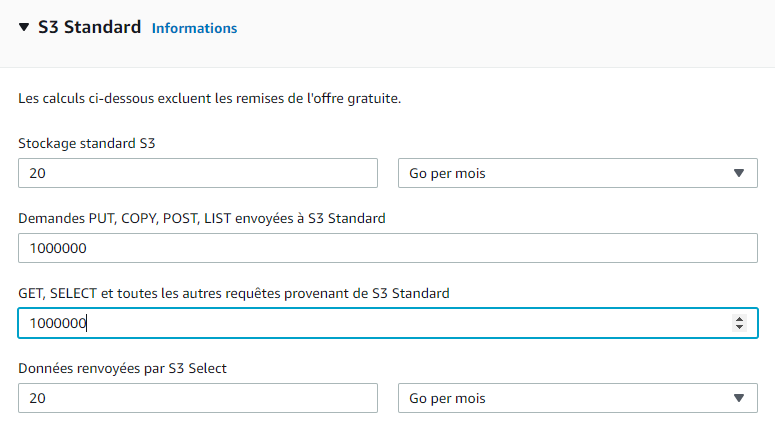 S3 Standard Informations
Les calculs ci-dessous excluent les remises de l'offre gratuite.
Stockage standard S3
20 Go per mois
Demandes PUT, COPY, POST, LIST envoyées à S3 Standard
1000000
GET, SELECT et toutes les autres requêtes provenant de S3 Standard
1000000
Données renvoyées par S3 Select
20 Go per mois